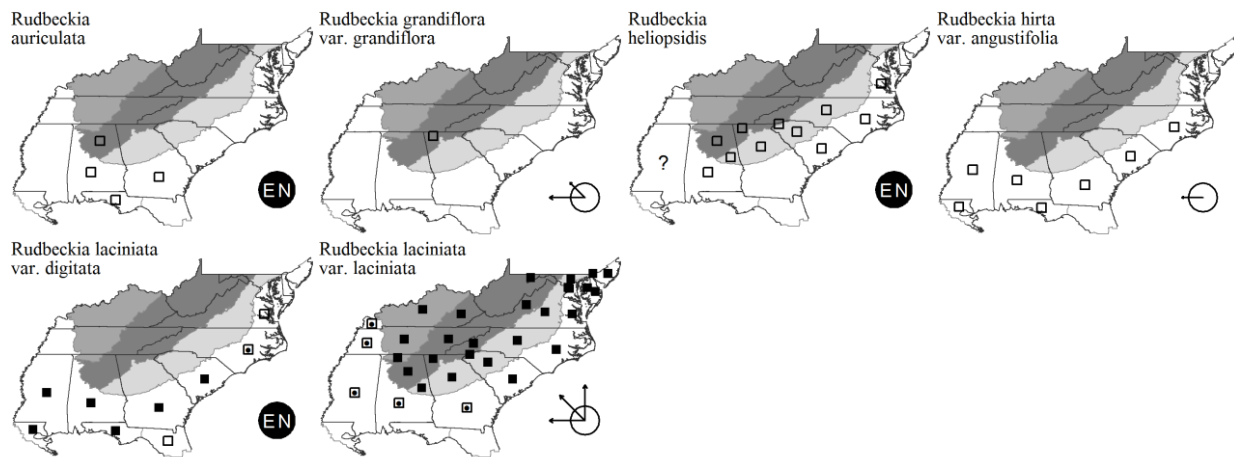 Rudbeckia
auriculata
EN
Rudbeckia grandiflora
var. grandiflora
Rudbeckia
heliopsidis
?
EN
Rudbeckia hirta
var. angustifolia
Rudbeckia laciniata
var. digitata
EN
Rudbeckia laciniata
var. laciniata